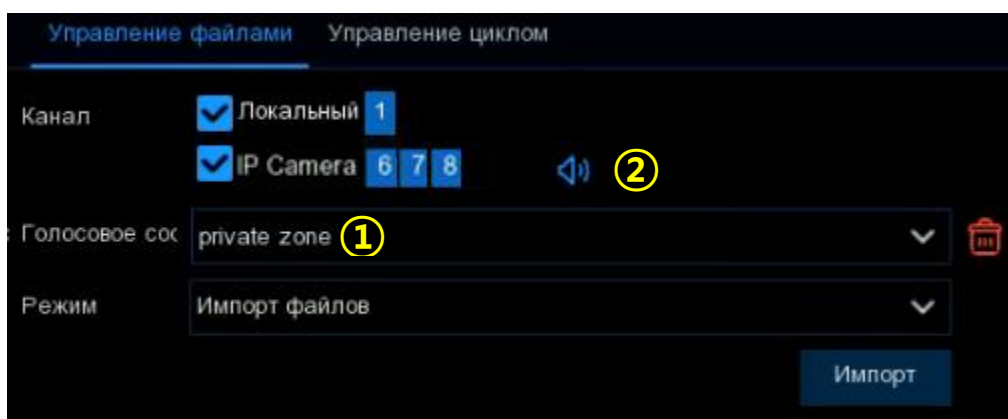 Управление файлами Управление циклом
Канал Локальный 1
IP Camera 6 7 8 ②
Голосовое сос private zone ①
Режим Импорт файлов
Импорт